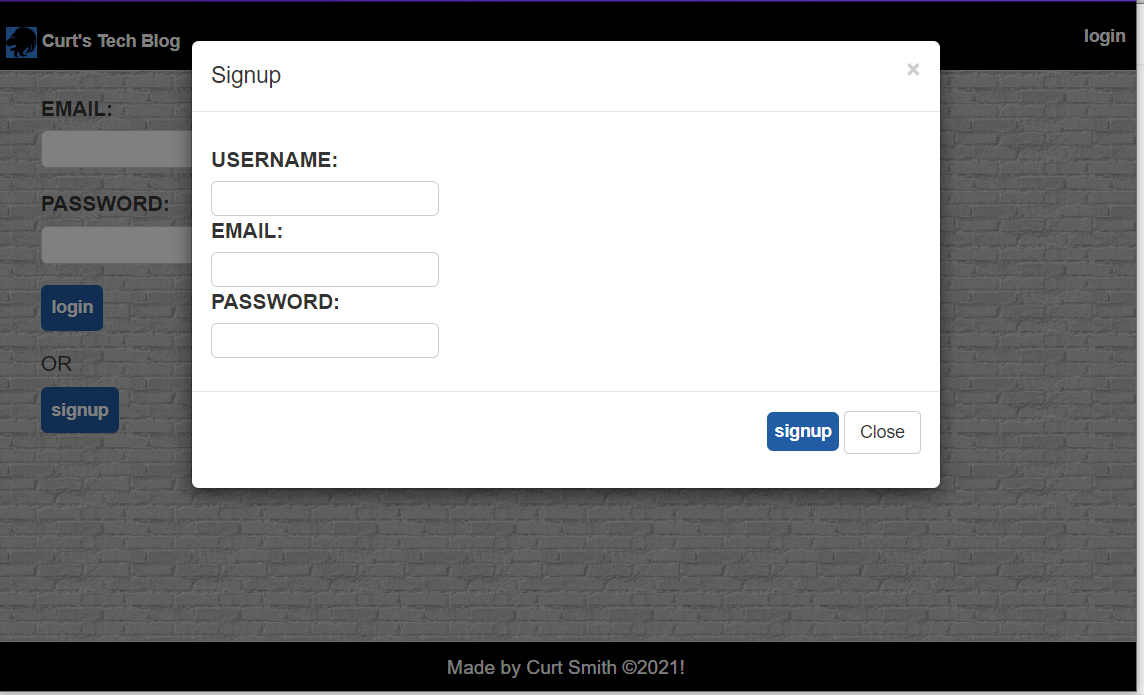 Curt's Tech Blog
login
Signup
×
USERNAME:
EMAIL:
PASSWORD:
signup
Close
EMAIL:
PASSWORD:
login
OR
signup
Made by Curt Smith ©2021!